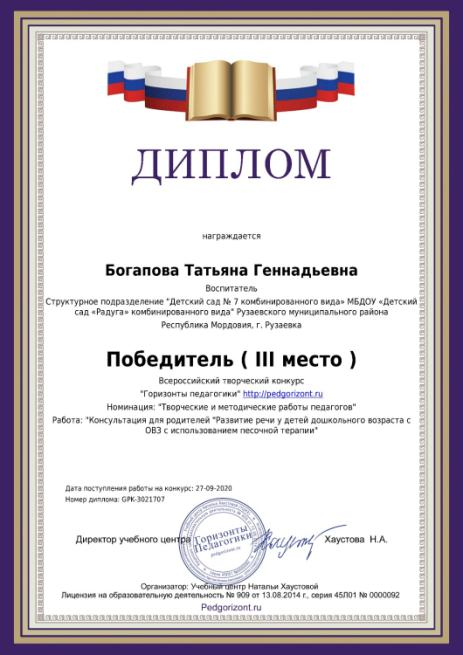 ДИПЛОМ
награждается
Богапова Татьяна Геннадьевна
Воспитатель
Структурное подразделение "Детский сад № 7 комбинированного вида» МБДОУ «Детский
сад «Радуга» комбинированного вида" Рузаевского муниципального района
Республика Мордовия, г. Рузаевка
Победитель ( III место )
Всероссийский творческий конкурс
"Горизонты педагогики" http://pedgorizont.ru
Номинация: "Творческие и методические работы педагогов"
Работа: "Консультация для родителей "Развитие речи у детей дошкольного возраста с
ОВЗ с использованием песочной терапии"
Дата поступления работы на конкурс: 27-09-2020
Номер диплома: GPK-3021707
Горизонты
Педагогики
pedgorizont.ru
Директор учебного центра Хаустова Н.А.
Организатор: Учебный центр Натальи Хаустовой
Лицензия на образовательную деятельность № 909 от 13.08.2014 г., серия 45Л01 № 0000092
Pedgorizont.ru